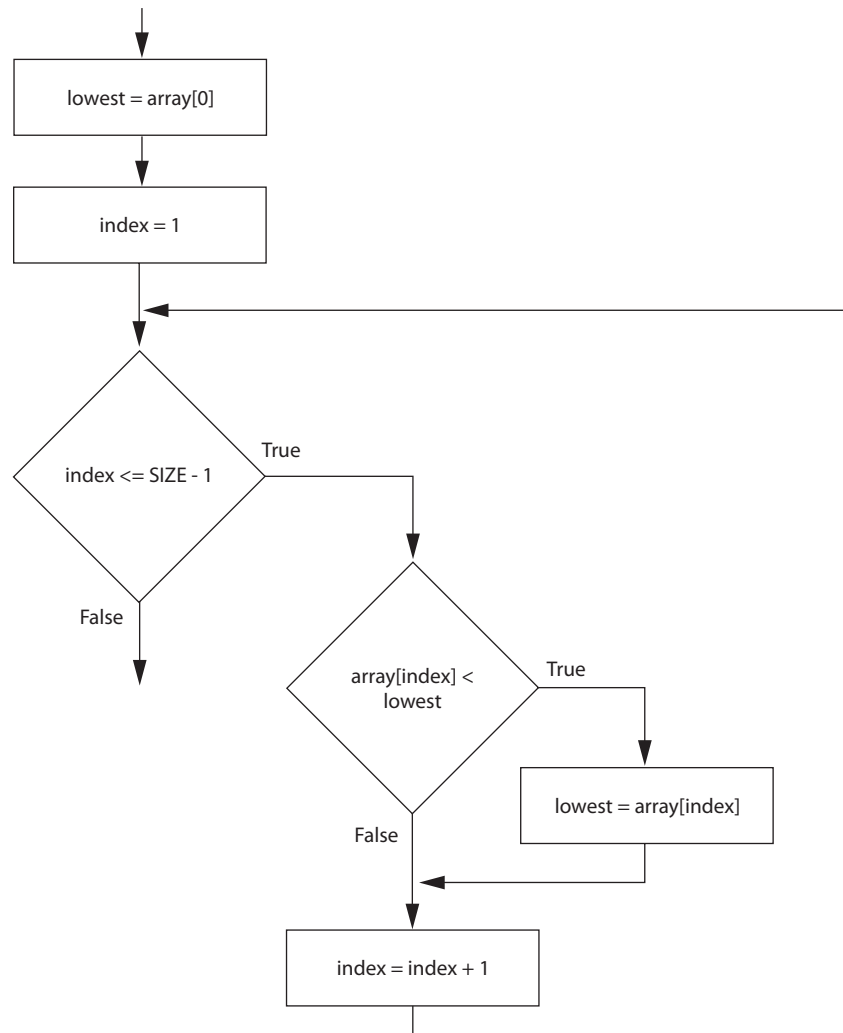 lowest = array[0]
index = 1
index <= SIZE - 1
True
False
array[index] <
lowest
True
False
lowest = array[index]
index = index + 1